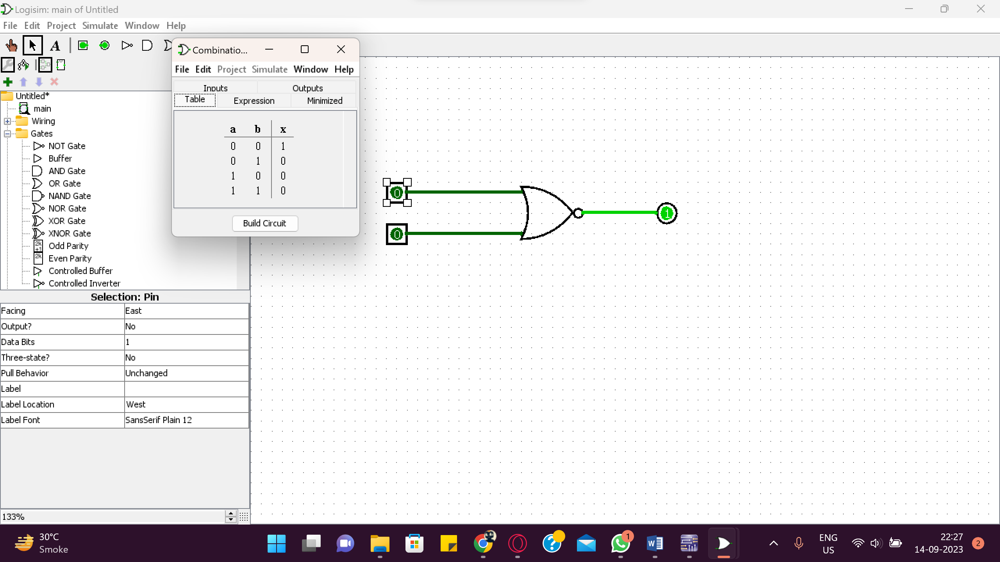 Logisim: main of Untitled
File Edit Project Simulate Window Help
A
Combinatio...
File Edit Project Simulate Window Help
Inputs Outputs
Table Expression Minimized
a b x
0 0 1
0 1 0
1 0 0
1 1 0
Build Circuit
Untitled*
main
Wiring
Gates
NOT Gate
Buffer
AND Gate
OR Gate
NAND Gate
NOR Gate
XOR Gate
XNOR Gate
2k+1 Odd Parity
2k Even Parity
Controlled Buffer
Controlled Inverter
0
0
1
Selection: Pin
Facing East
Output? No
Data Bits 1
Three-state? No
Pull Behavior Unchanged
Label
Label Location West
Label Font SansSerif Plain 12
133%
30°C
Smoke
?
W
1
ENG
US
22:27
14-09-2023
2